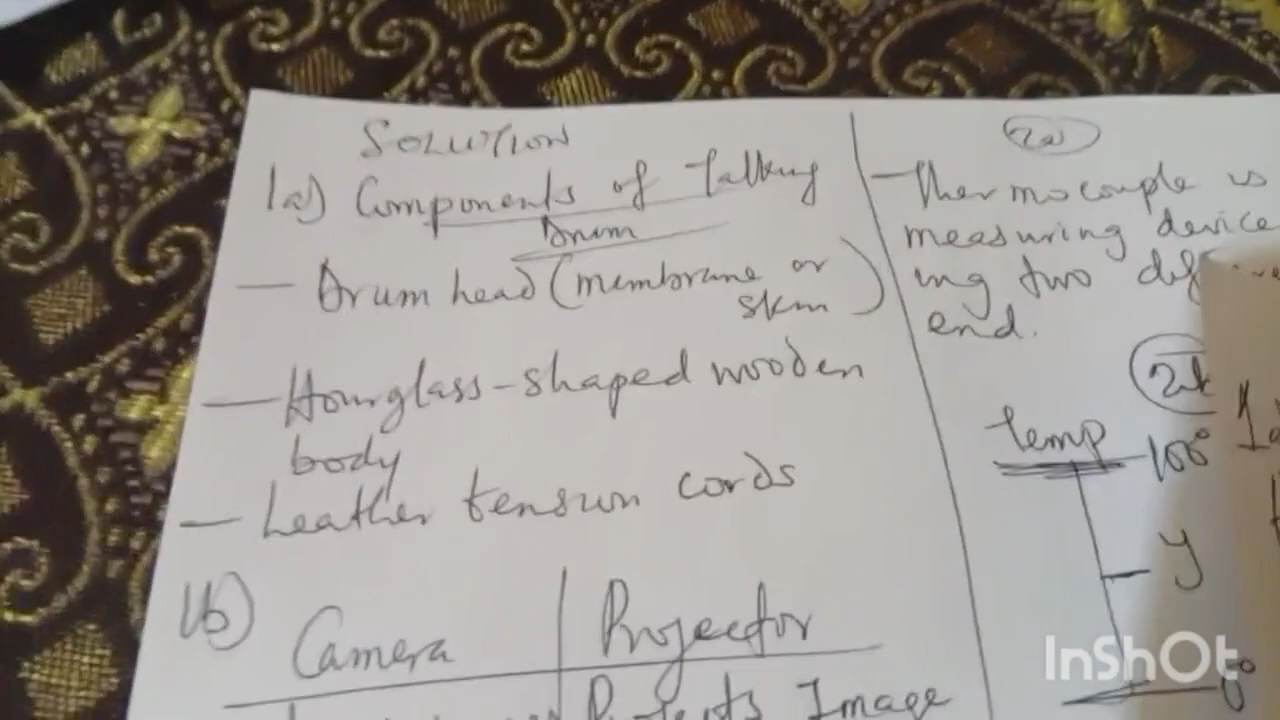 SOLUTION
1a) Components of Talking
Drum
— Drum head (membrane or
skin)
— Hourglass-shaped wooden
body
— Leather tension cords
1b)
Camera | Projector
Image
2a)
— Thermocouple is
measuring device
ing two
end.
temp
100°
y
0°
InShOt